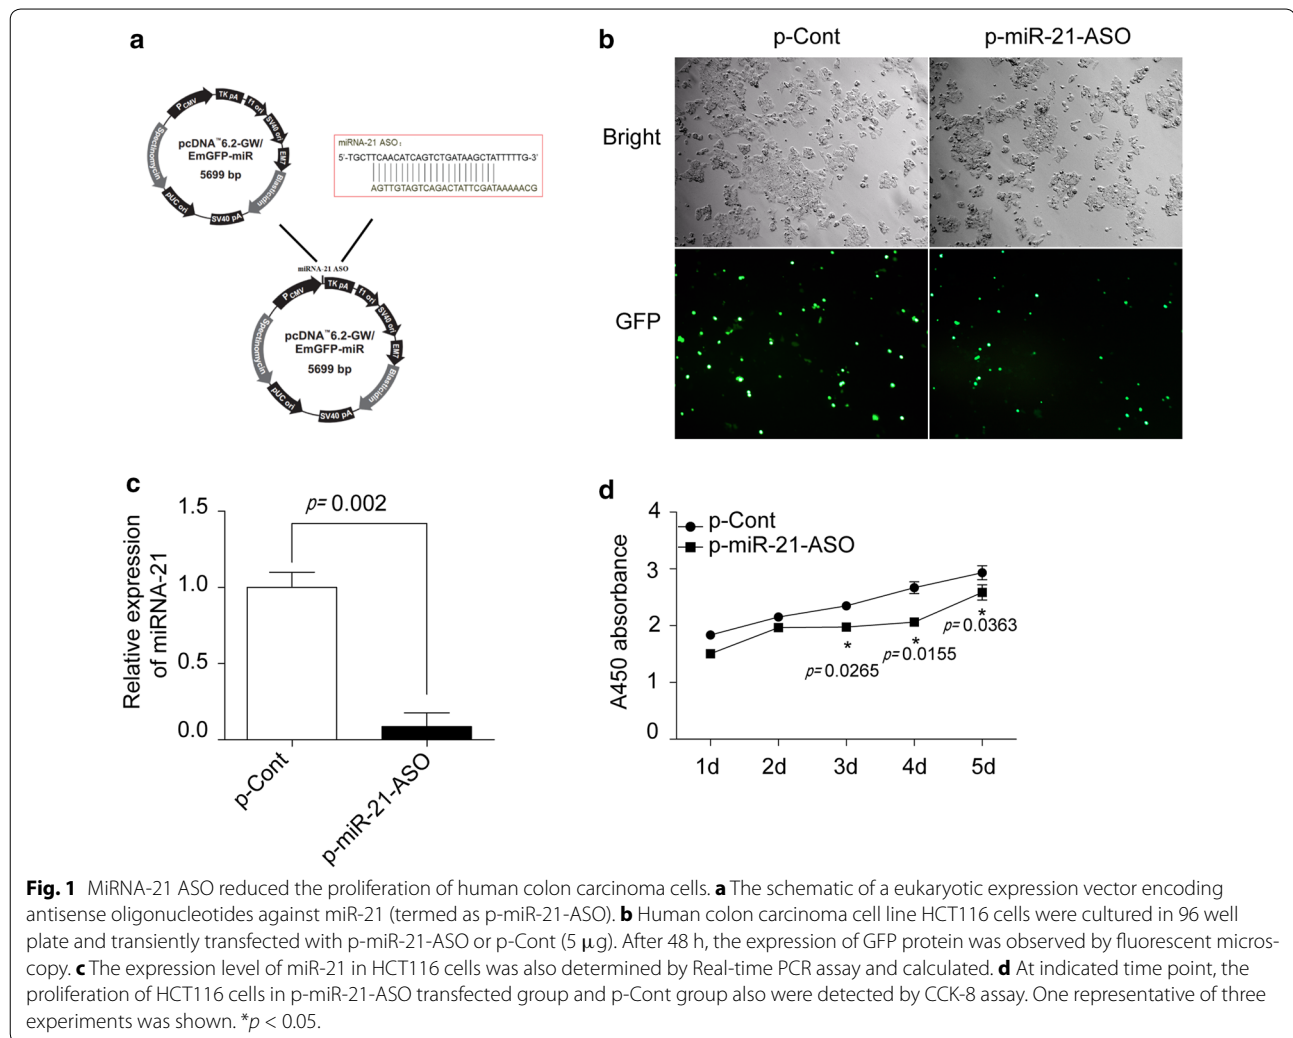 a
P CMV
TK pA
f1 ori
SV40 ori
EM7
Blasticidin
SV40 pA
pUC ori
Spectinomycin
pcDNA™6.2-GW/
EmGFP-miR
5699 bp
miRNA-21 ASO:
5'-TGCTTCAACATCAGTCTGATAAGCTATTTTTG-3'
AGTTGTAGTCAGACTATTCGATAAAAACG
miRNA-21 ASO
P CMV
TK pA
f1 ori
SV40 ori
EM7
Blasticidin
SV40 pA
pUC ori
Spectinomycin
pcDNA™6.2-GW/
EmGFP-miR
5699 bp
b
p-Cont
p-miR-21-ASO
Bright
GFP
c
Relative expression
of miRNA-21
1.5
1.0
0.5
0.0
p= 0.002
p-Cont
p-miR-21-ASO
d
A450 absorbance
4
3
2
1
0
p-Cont
p-miR-21-ASO
*
p= 0.0265
*
p= 0.0155
*
p= 0.0363
1d
2d
3d
4d
5d
Fig. 1 MiRNA-21 ASO reduced the proliferation of human colon carcinoma cells. a The schematic of a eukaryotic expression vector encoding
antisense oligonucleotides against miR-21 (termed as p-miR-21-ASO). b Human colon carcinoma cell line HCT116 cells were cultured in 96 well
plate and transiently transfected with p-miR-21-ASO or p-Cont (5 μg). After 48 h, the expression of GFP protein was observed by fluorescent micros-
copy. c The expression level of miR-21 in HCT116 cells was also determined by Real-time PCR assay and calculated. d At indicated time point, the
proliferation of HCT116 cells in p-miR-21-ASO transfected group and p-Cont group also were detected by CCK-8 assay. One representative of three
experiments was shown. *p < 0.05.